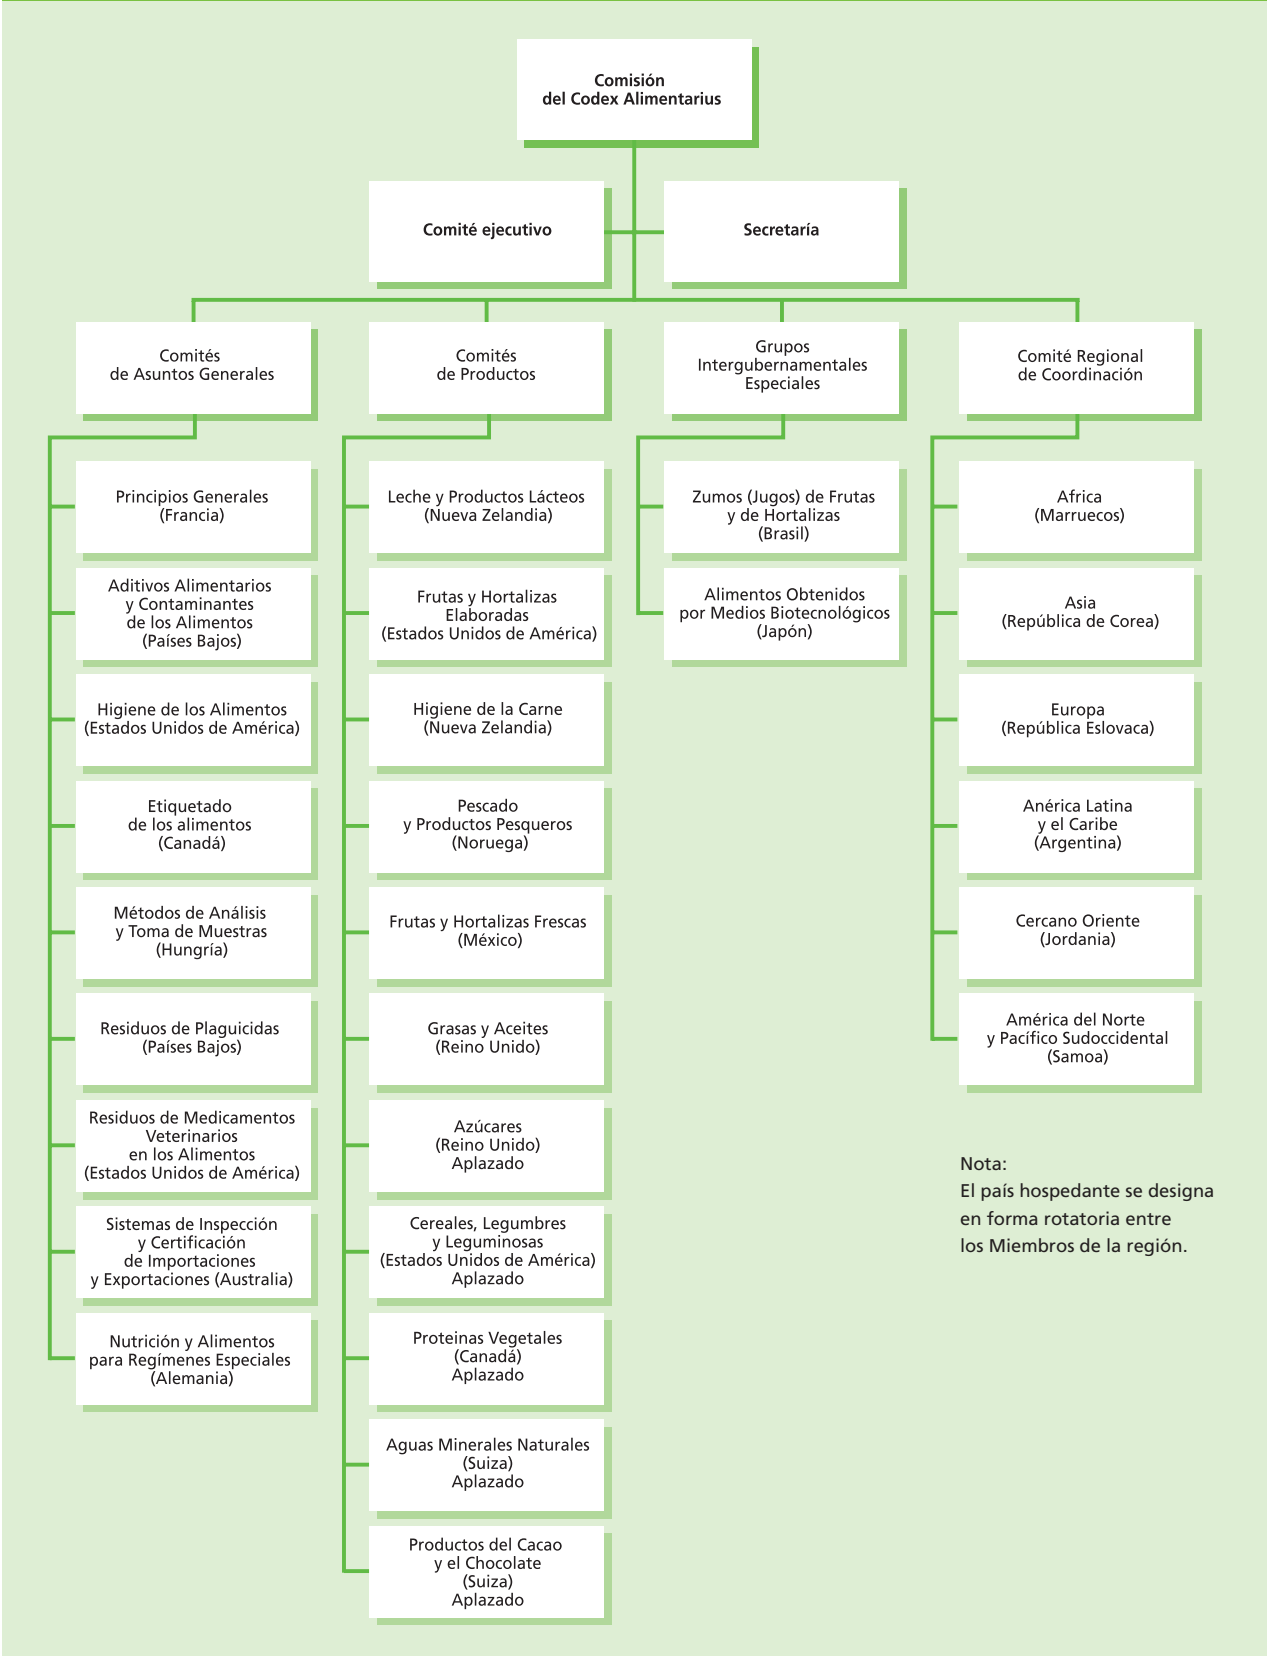 Comisión
del Codex Alimentarius
Comité ejecutivo
Secretaría
Comités
de Asuntos Generales
Comités
de Productos
Grupos
Intergubernamentales
Especiales
Comité Regional
de Coordinación
Principios Generales
(Francia)
Aditivos Alimentarios
y Contaminantes
de los Alimentos
(Países Bajos)
Higiene de los Alimentos
(Estados Unidos de América)
Etiquetado
de los alimentos
(Canadá)
Métodos de Análisis
y Toma de Muestras
(Hungría)
Residuos de Plaguicidas
(Países Bajos)
Residuos de Medicamentos
Veterinarios
en los Alimentos
(Estados Unidos de América)
Sistemas de Inspección
y Certificación
de Importaciones
y Exportaciones (Australia)
Nutrición y Alimentos
para Regímenes Especiales
(Alemania)
Leche y Productos Lácteos
(Nueva Zelandia)
Frutas y Hortalizas
Elaboradas
(Estados Unidos de América)
Higiene de la Carne
(Nueva Zelandia)
Pescado
y Productos Pesqueros
(Noruega)
Frutas y Hortalizas Frescas
(México)
Grasas y Aceites
(Reino Unido)
Azúcares
(Reino Unido)
Aplazado
Cereales, Legumbres
y Leguminosas
(Estados Unidos de América)
Aplazado
Proteinas Vegetales
(Canadá)
Aplazado
Aguas Minerales Naturales
(Suiza)
Aplazado
Productos del Cacao
y el Chocolate
(Suiza)
Aplazado
Zumos (Jugos) de Frutas
y de Hortalizas
(Brasil)
Alimentos Obtenidos
por Medios Biotecnológicos
(Japón)
Africa
(Marruecos)
Asia
(República de Corea)
Europa
(República Eslovaca)
Anérica Latina
y el Caribe
(Argentina)
Cercano Oriente
(Jordania)
América del Norte
y Pacífico Sudoccidental
(Samoa)
Nota:
El país hospedante se designa
en forma rotatoria entre
los Miembros de la región.